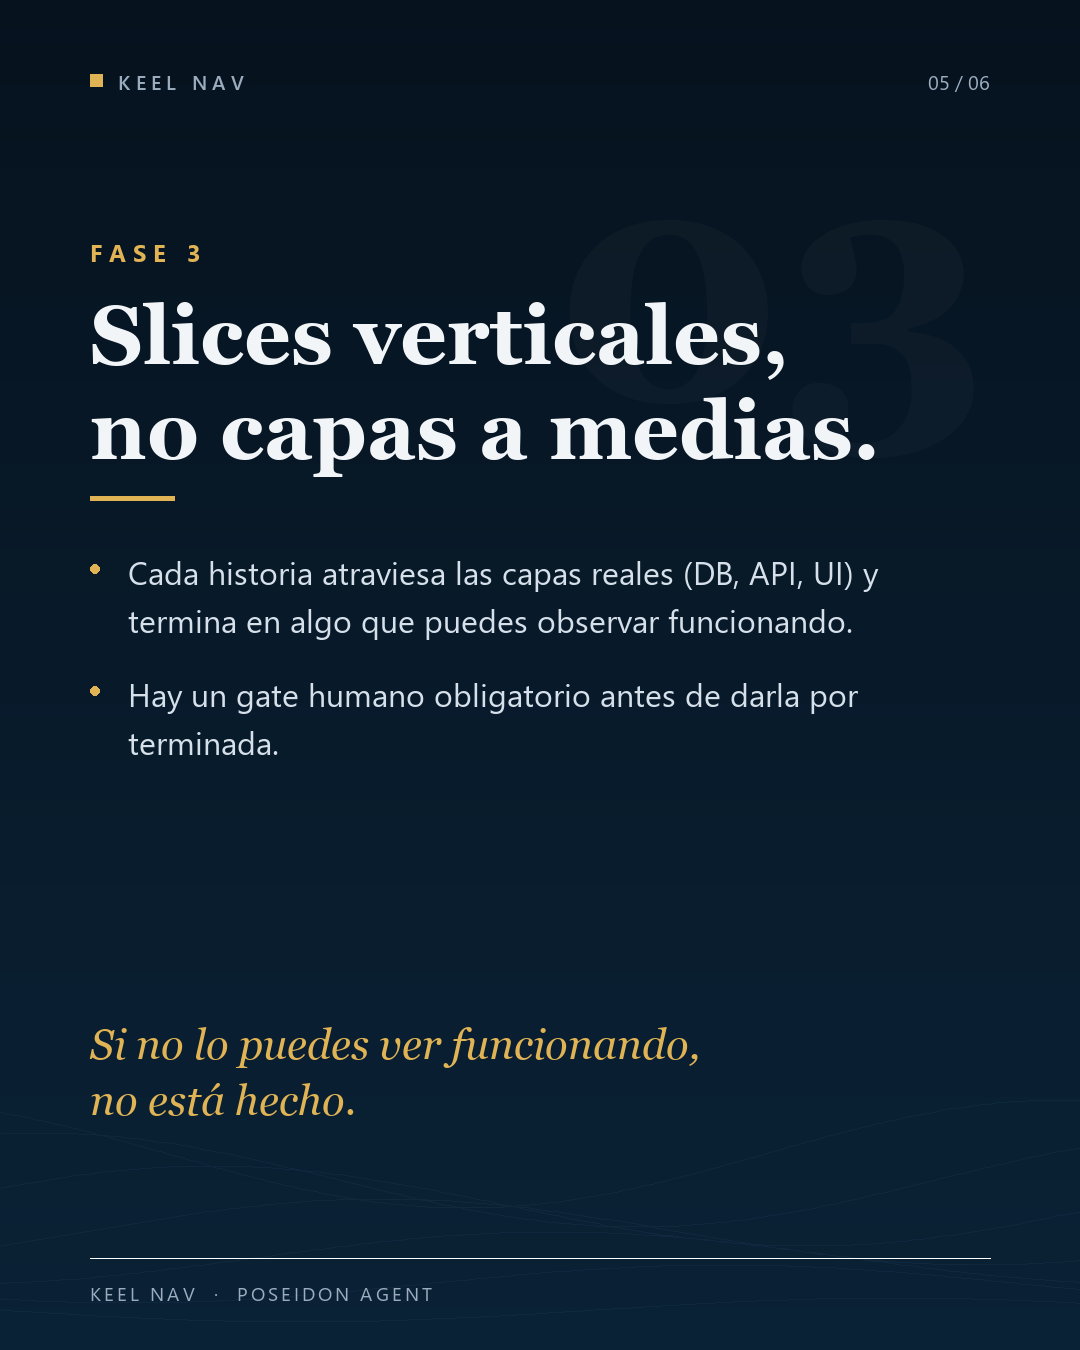 KEEL NAV
05 / 06
03
FASE 3
Slices verticales,
no capas a medias.
Cada historia atraviesa las capas reales (DB, API, UI) y
termina en algo que puedes observar funcionando.
Hay un gate humano obligatorio antes de darla por
terminada.
Si no lo puedes ver funcionando,
no está hecho.
KEEL NAV · POSEIDON AGENT